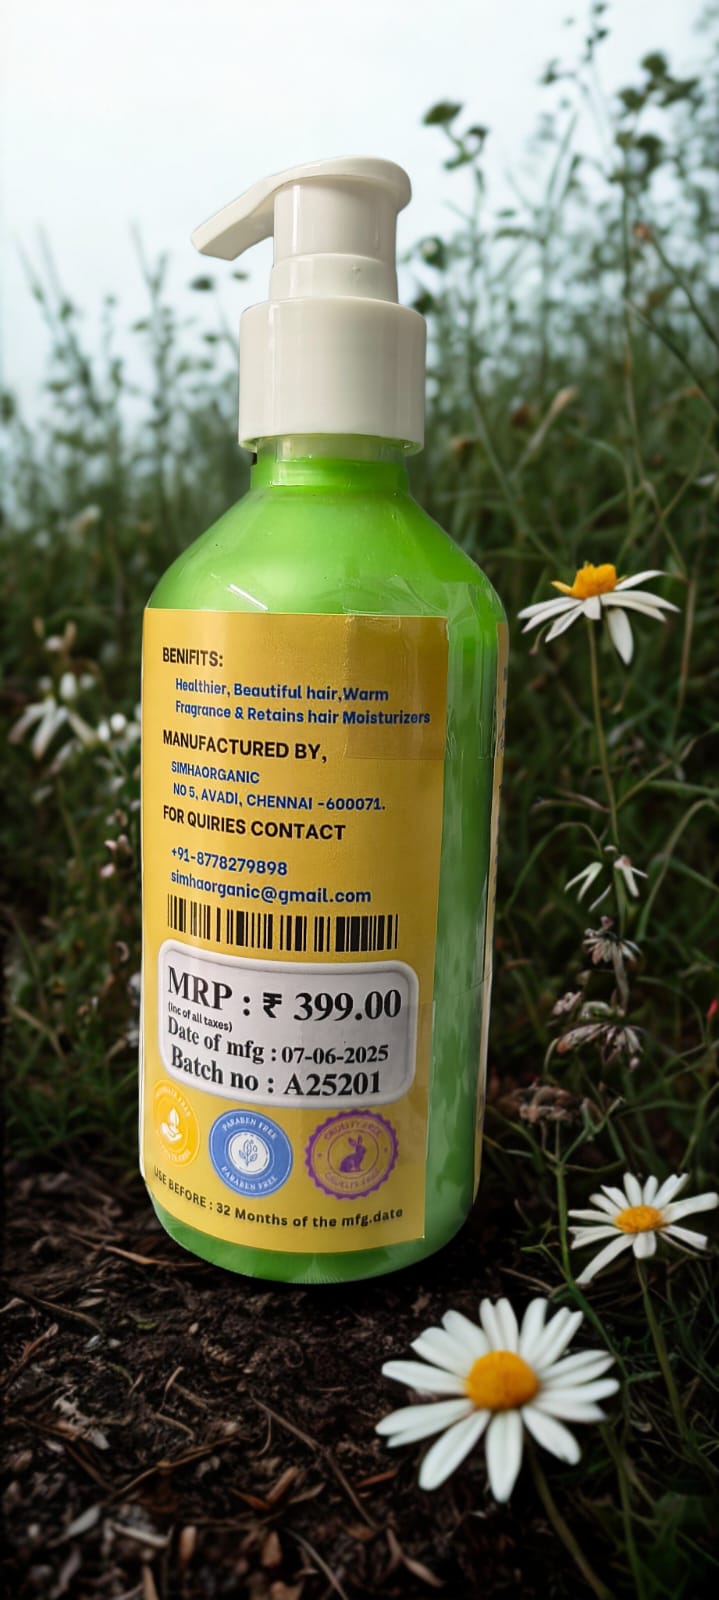 BENIFITS:
Healthier, Beautiful hair,Warm
Fragrance & Retains hair Moisturizers
MANUFACTURED BY,
SIMHAORGANIC
NO 5, AVADI, CHENNAI -600071.
FOR QUIRIES CONTACT
+91-8778279898
simhaorganic@gmail.com
MRP : ₹ 399.00
(inc of all taxes)
Date of mfg : 07-06-2025
Batch no : A25201
PARABEN FREE
PARABEN FREE
CRUELTY FREE
CRUELTY FREE
USE BEFORE : 32 Months of the mfg.date